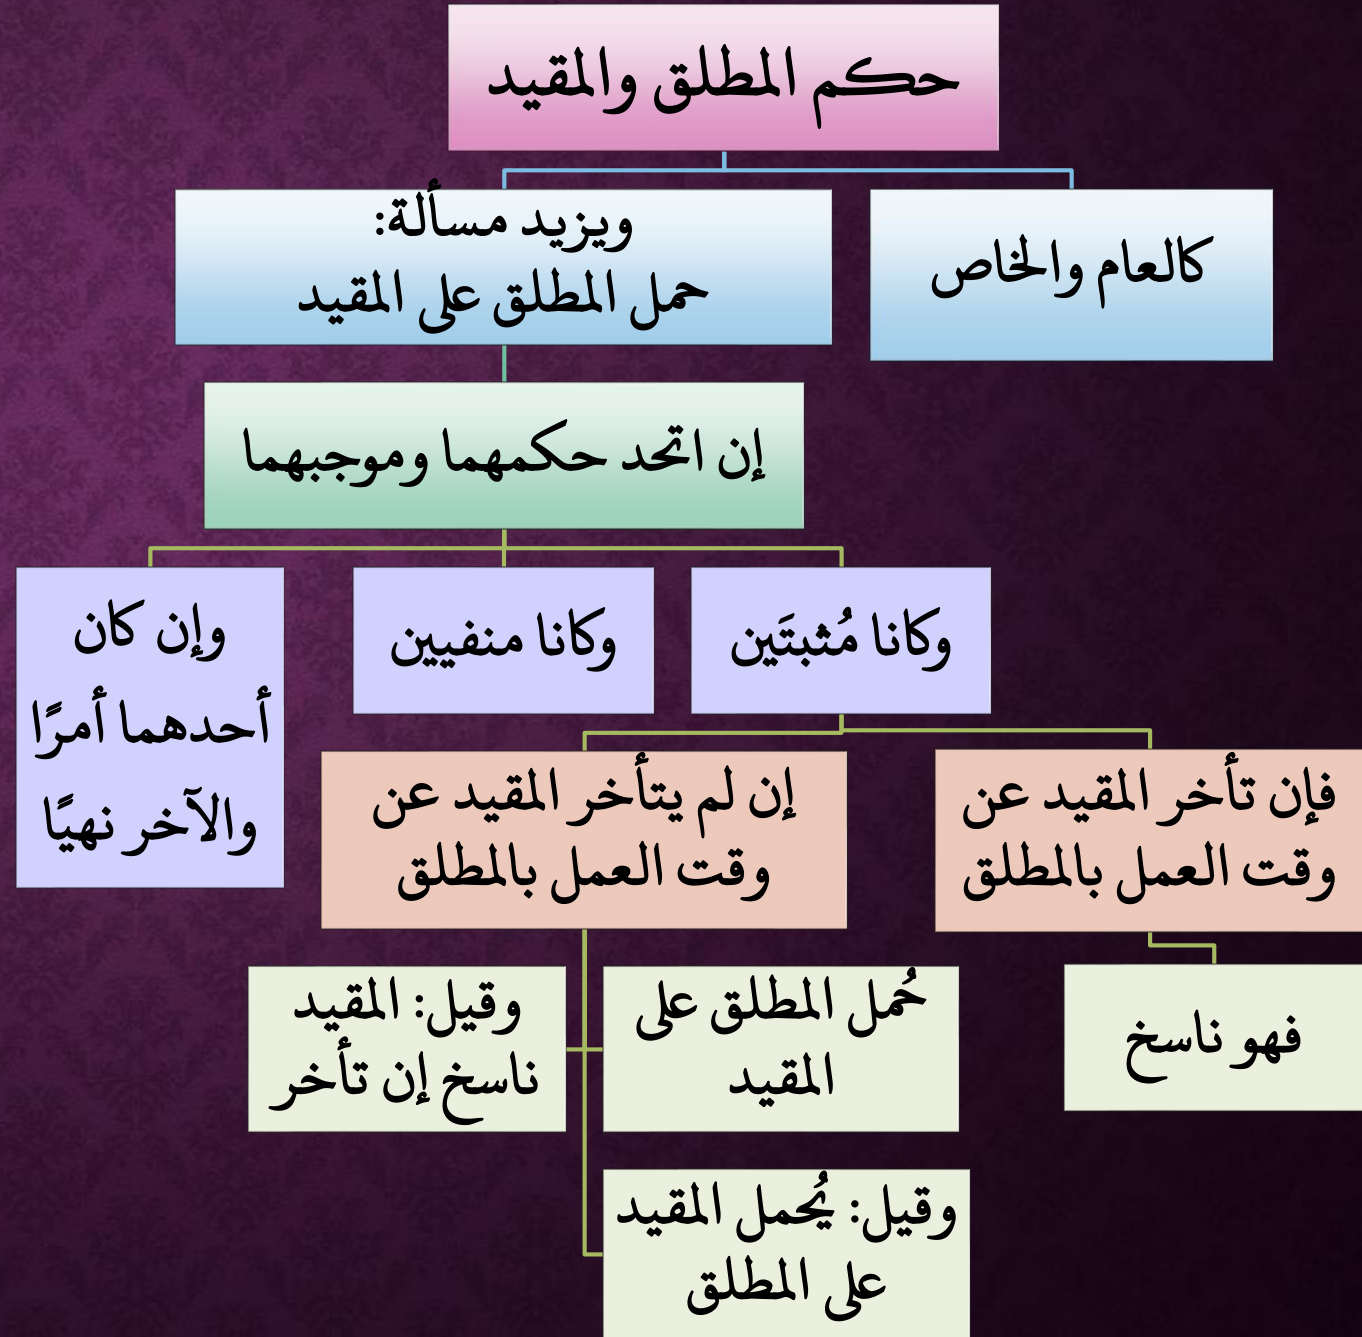 حكم المطلق والمقيد
كالعام والخاص
ويزيد مسألة:
حمل المطلق على المقيد
إن اتحد حكمهما وموجبهما
وكانا مُثبتَين
وكانا منفيين
وإن كان
أحدهما أمرًا
والآخر نهيًا
فإن تأخر المقيد عن
وقت العمل بالمطلق
إن لم يتأخر المقيد عن
وقت العمل بالمطلق
فهو ناسخ
حُمل المطلق على
المقيد
وقيل: المقيد
ناسخ إن تأخر
وقيل: يُحمل المقيد
على المطلق